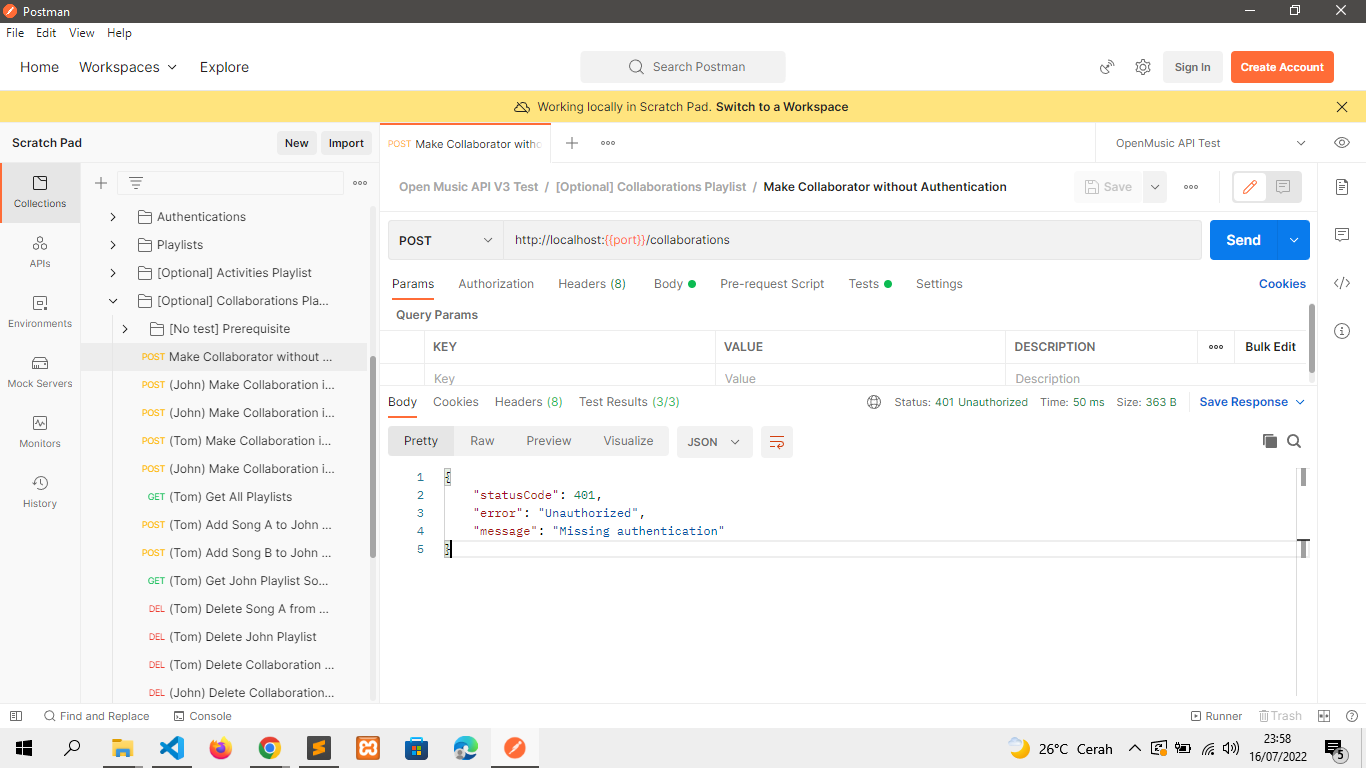 Postman
File Edit View Help
Home Workspaces Explore Search Postman Sign In Create Account
Working locally in Scratch Pad. Switch to a Workspace
Scratch Pad New Import
POST Make Collaborator witho
OpenMusic API Test
Collections
APIs
Environments
Mock Servers
Monitors
History
Authentications
Playlists
[Optional] Activities Playlist
[Optional] Collaborations Pla...
[No test] Prerequisite
POST Make Collaborator without ...
POST (John) Make Collaboration i...
POST (John) Make Collaboration i...
POST (Tom) Make Collaboration i...
POST (John) Make Collaboration i...
GET (Tom) Get All Playlists
POST (Tom) Add Song A to John ...
POST (Tom) Add Song B to John ...
GET (Tom) Get John Playlist So...
DEL (Tom) Delete Song A from ...
DEL (Tom) Delete John Playlist
DEL (Tom) Delete Collaboration ...
DEL (John) Delete Collaboration...
Open Music API V3 Test / [Optional] Collaborations Playlist / Make Collaborator without Authentication
Save
POST http://localhost:{{port}}/collaborations Send
Params Authorization Headers (8) Body Pre-request Script Tests Settings Cookies
Query Params
KEY VALUE DESCRIPTION Bulk Edit
Key Value Description
Body Cookies Headers (8) Test Results (3/3) Status: 401 Unauthorized Time: 50 ms Size: 363 B Save Response
Pretty Raw Preview Visualize JSON
1 {
2 "statusCode": 401,
3 "error": "Unauthorized",
4 "message": "Missing authentication"
5 }
Find and Replace Console Runner Trash
26°C Cerah
23:58
16/07/2022
5